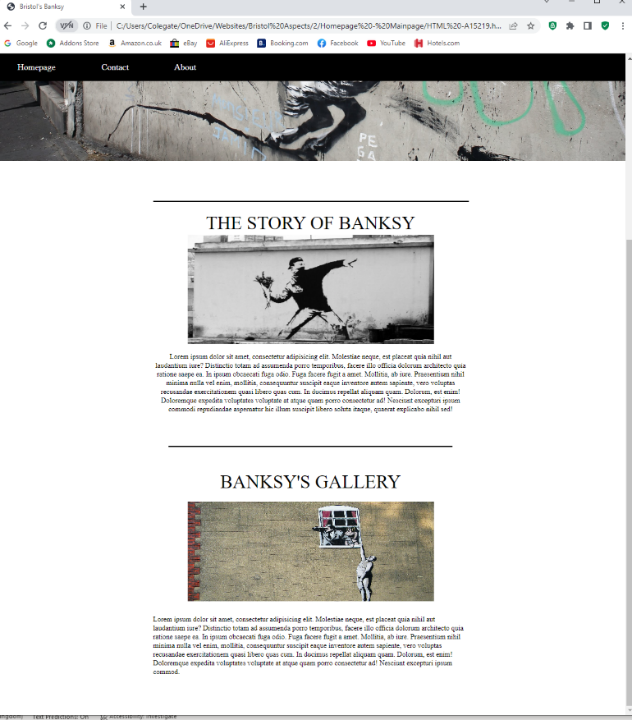 Bristol's Banksy
VPN File C:/Users/Colegate/OneDrive/Websites/Bristol%20Aspects/2/Homepage%20-%20Mainpage/HTML%20-A15219.h...
Google Addons Store Amazon.co.uk eBay AliExpress Booking.com Facebook YouTube Hotels.com
Homepage Contact About
PE
GA
THE STORY OF BANKSY
Lorem ipsum dolor sit amet, consectetur adipisicing elit. Molestiae neque, est placeat quia nihil aut
laudantium iure? Distinctio totam ad assumenda porro temporibus, facere illo officia dolorum architecto quia
ratione saepe ea. In ipsum obcaecati fuga odio. Fuga facere fugit a amet. Mollitia, ab iure. Praesentium nihil
minima nulla vel enim, mollitia, consequuntur suscipit eaque inventore autem sapiente, vero voluptas
recusandae exercitationem quasi libero quas cum. In ducimus repellat aliquam quam. Dolorum, est enim!
Doloremque expedita voluptates voluptate at atque quam porro consectetur ad! Nesciunt excepturi ipsum
commodi repudiandae aspernatur hic illum suscipit libero soluta itaque, quaerat explicabo nihil sed!
BANKSY'S GALLERY
Lorem ipsum dolor sit amet, consectetur adipisicing elit. Molestiae neque, est placeat quia nihil aut
laudantium iure? Distinctio totam ad assumenda porro temporibus, facere illo officia dolorum architecto quia
ratione saepe ea. In ipsum obcaecati fuga odio. Fuga facere fugit a amet. Mollitia, ab iure. Praesentium nihil
minima nulla vel enim, mollitia, consequuntur suscipit eaque inventore autem sapiente, vero voluptas
recusandae exercitationem quasi libero quas cum. In ducimus repellat aliquam quam. Dolorum, est enim!
Doloremque expedita voluptates voluptate at atque quam porro consectetur ad! Nesciunt excepturi ipsum
commod.
Text Predictions: On Accessibility: Investigate